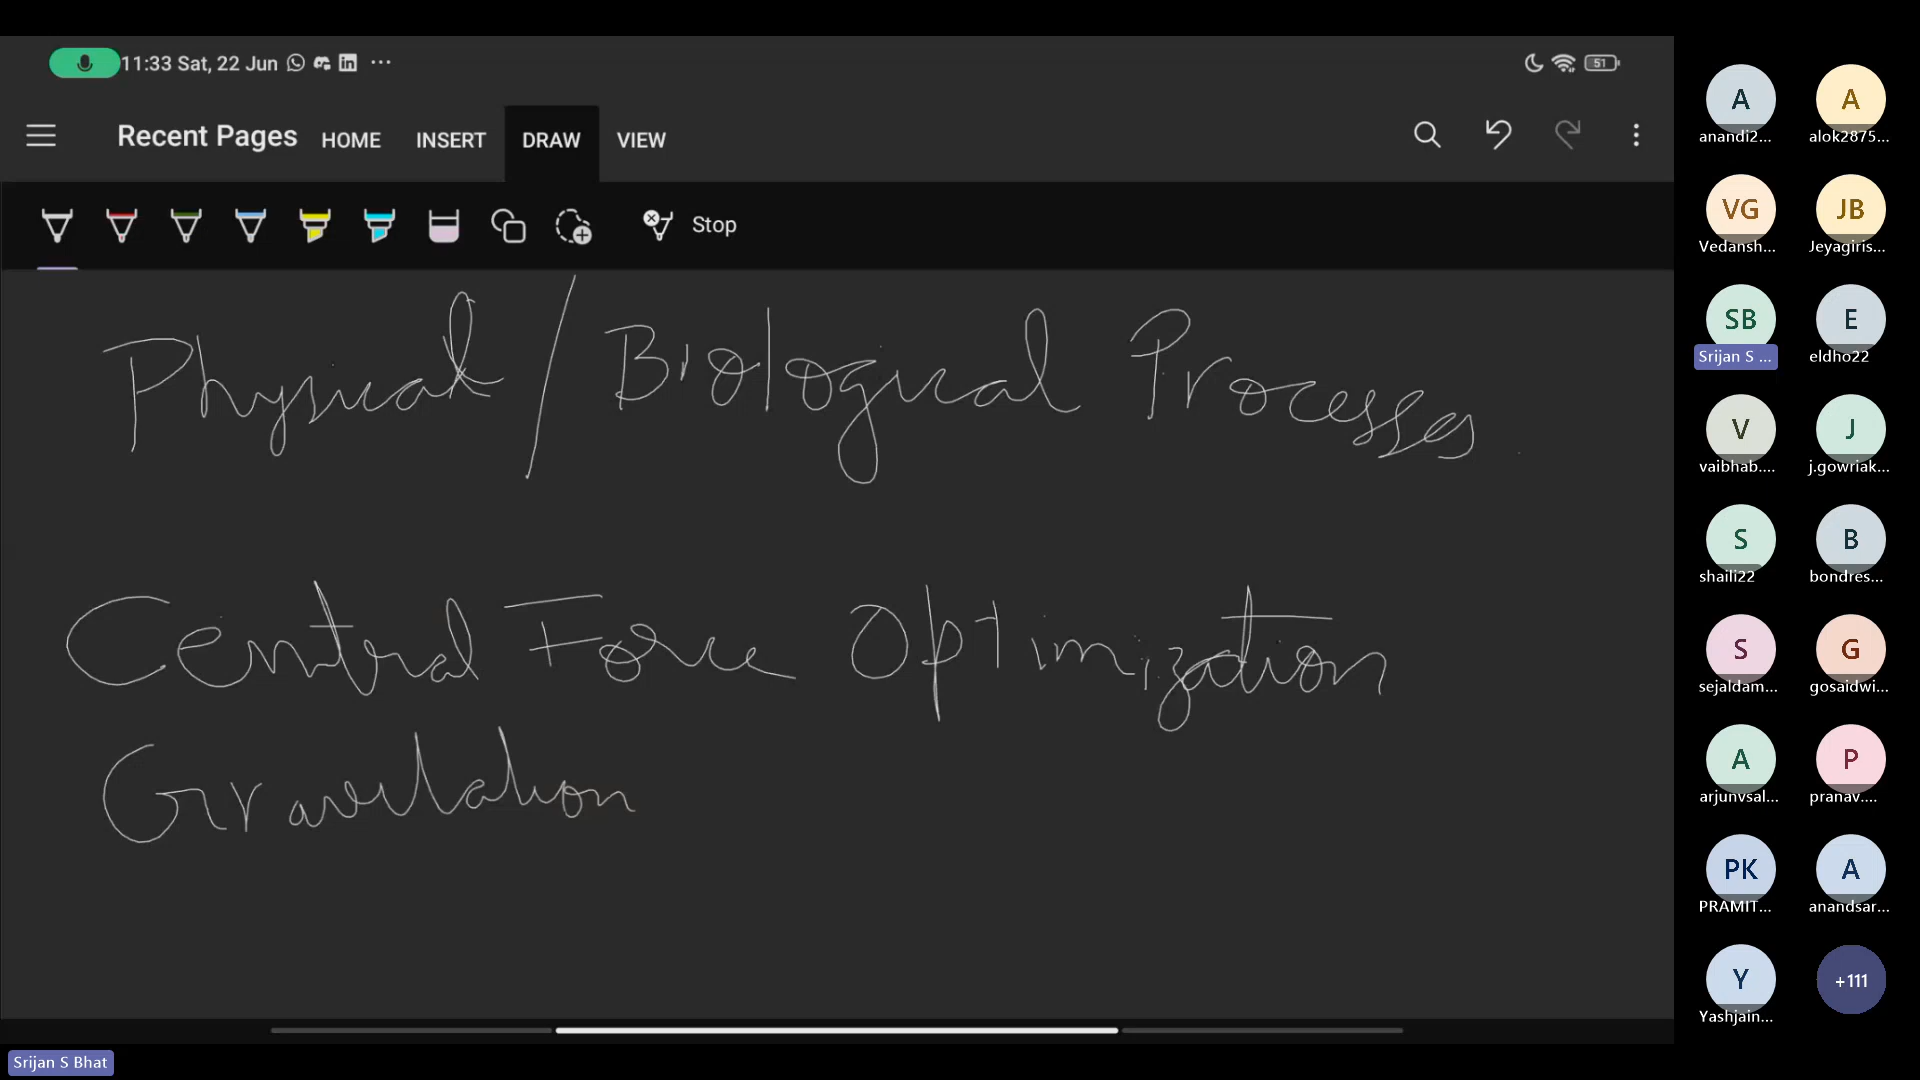 11:33 Sat, 22 Jun ...
51
Recent Pages HOME INSERT DRAW VIEW
Stop
Physical / Biological Processes
Central Force Optimization
Gravitation
A
anandi2...
A
alok2875...
VG
Vedansh...
JB
Jeyagiris...
SB
Srijan S ...
E
eldho22
V
vaibhab....
J
j.gowriak...
S
shaili22
B
bondres...
S
sejaldam...
G
gosaidwi...
A
arjunvsal...
P
pranav....
PK
PRAMIT...
A
anandsar...
Y
Yashjain...
+111
Srijan S Bhat